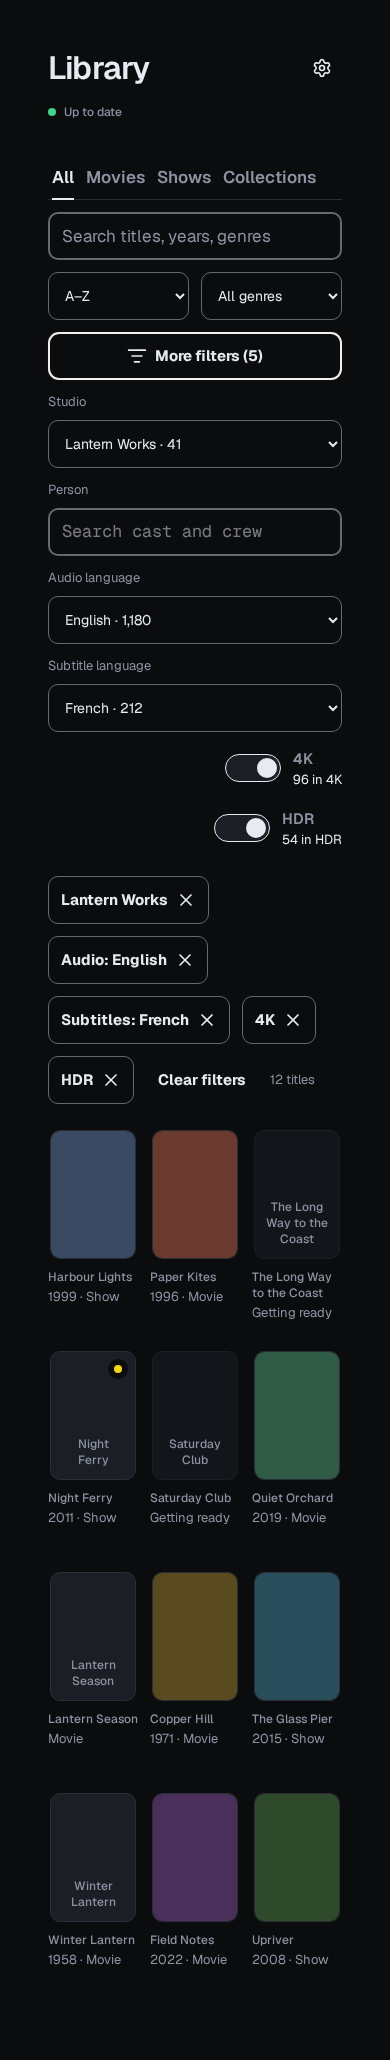 Library
Up to date
All Movies Shows Collections
Search titles, years, genres
A–Z All genres
More filters (5)
Studio
Lantern Works · 41
Person
Search cast and crew
Audio language
English · 1,180
Subtitle language
French · 212
4K
96 in 4K
HDR
54 in HDR
Lantern Works
Audio: English
Subtitles: French 4K
HDR Clear filters 12 titles
The Long
Way to the
Coast
Harbour Lights Paper Kites The Long Way
to the Coast
1999 · Show 1996 · Movie Getting ready
Night
Ferry
Saturday
Club
Night Ferry Saturday Club Quiet Orchard
2011 · Show Getting ready 2019 · Movie
Lantern
Season
Lantern Season Copper Hill The Glass Pier
Movie 1971 · Movie 2015 · Show
Winter
Lantern
Winter Lantern Field Notes Upriver
1958 · Movie 2022 · Movie 2008 · Show